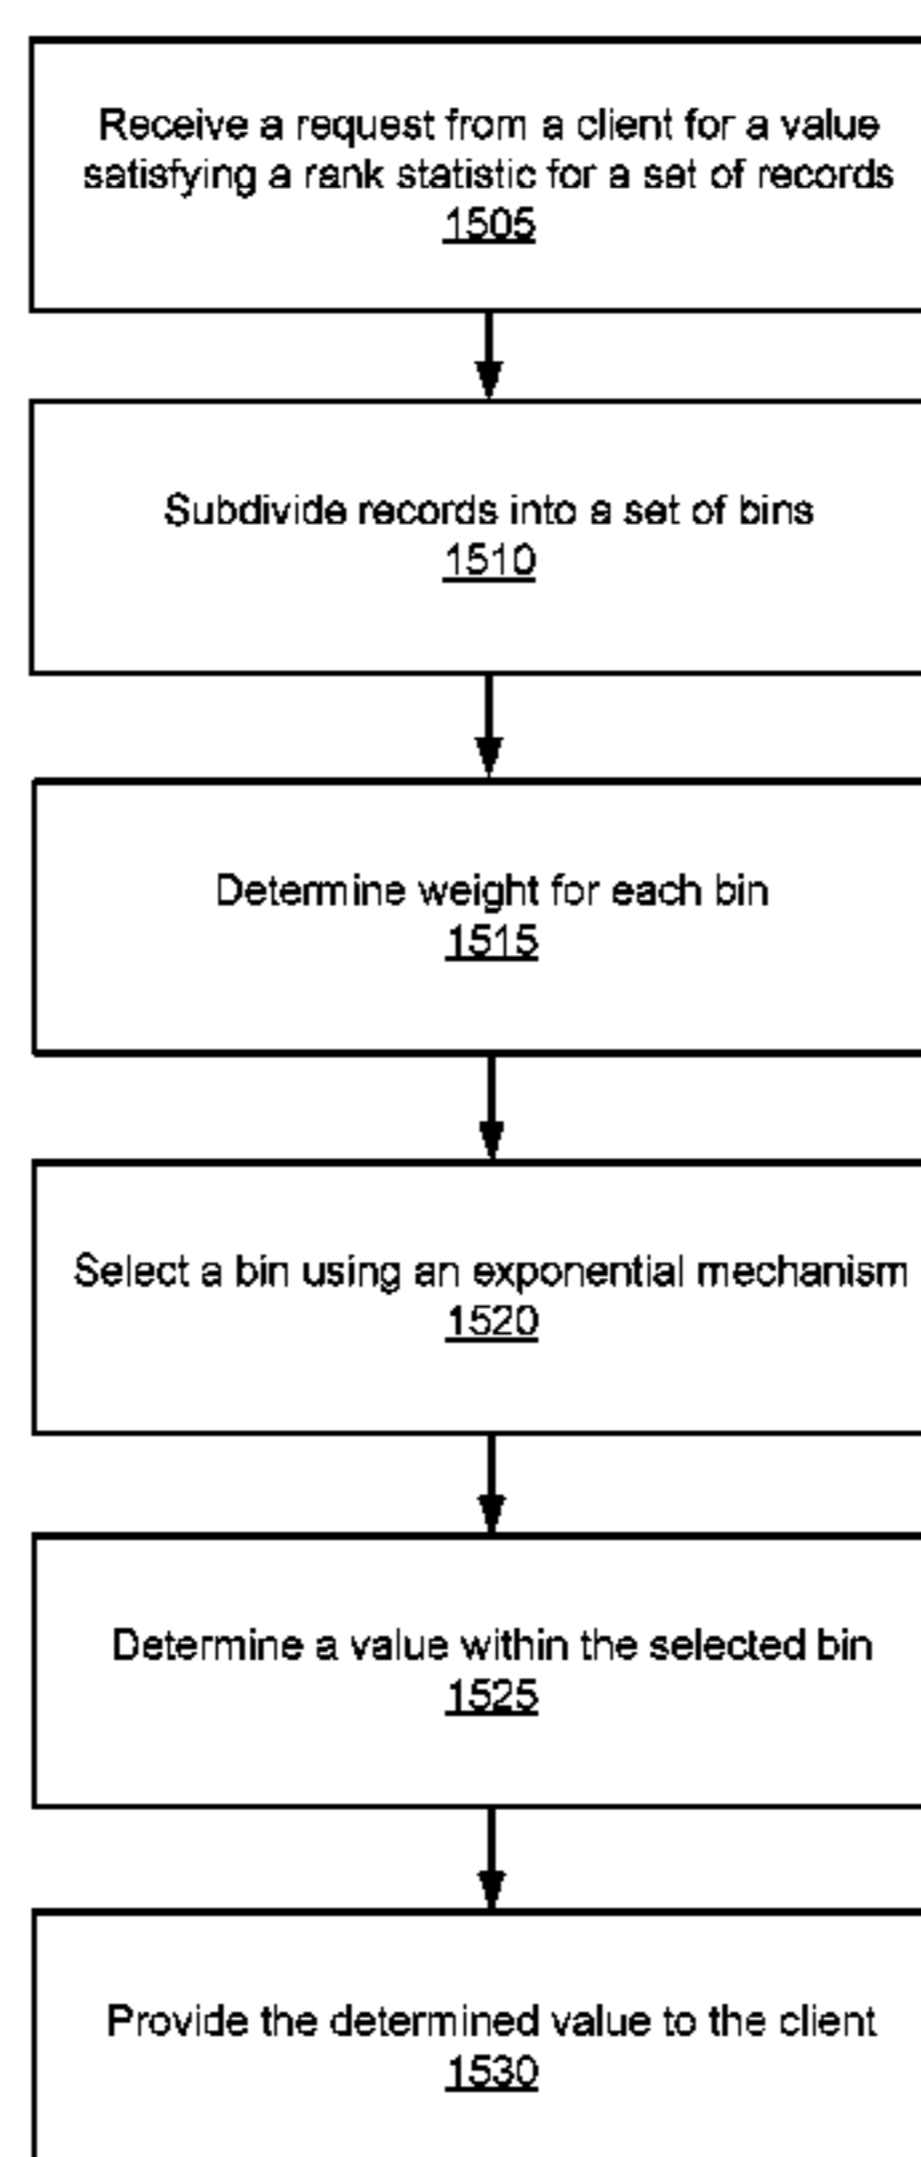 Receive a request from a client for a value
satisfying a rank statistic for a set of records
1505
Subdivide records into a set of bins
1510
Determine weight for each bin
1515
Select a bin using an exponential mechanism
1520
Determine a value within the selected bin
1525
Provide the determined value to the client
1530